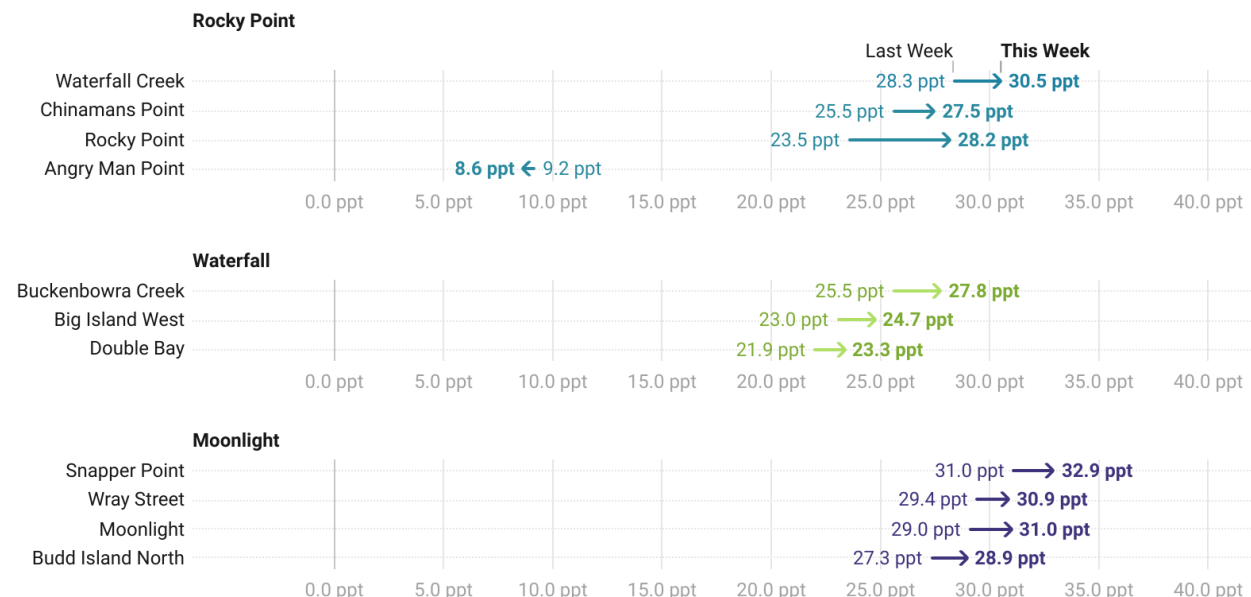 Rocky Point
Last Week This Week
Waterfall Creek 28.3 ppt 30.5 ppt
Chinamans Point 25.5 ppt 27.5 ppt
Rocky Point 23.5 ppt 28.2 ppt
Angry Man Point 8.6 ppt 9.2 ppt
0.0 ppt 5.0 ppt 10.0 ppt 15.0 ppt 20.0 ppt 25.0 ppt 30.0 ppt 35.0 ppt 40.0 ppt
Waterfall
Buckenbowra Creek 25.5 ppt 27.8 ppt
Big Island West 23.0 ppt 24.7 ppt
Double Bay 21.9 ppt 23.3 ppt
0.0 ppt 5.0 ppt 10.0 ppt 15.0 ppt 20.0 ppt 25.0 ppt 30.0 ppt 35.0 ppt 40.0 ppt
Moonlight
Snapper Point 31.0 ppt 32.9 ppt
Wray Street 29.4 ppt 30.9 ppt
Moonlight 29.0 ppt 31.0 ppt
Budd Island North 27.3 ppt 28.9 ppt
0.0 ppt 5.0 ppt 10.0 ppt 15.0 ppt 20.0 ppt 25.0 ppt 30.0 ppt 35.0 ppt 40.0 ppt